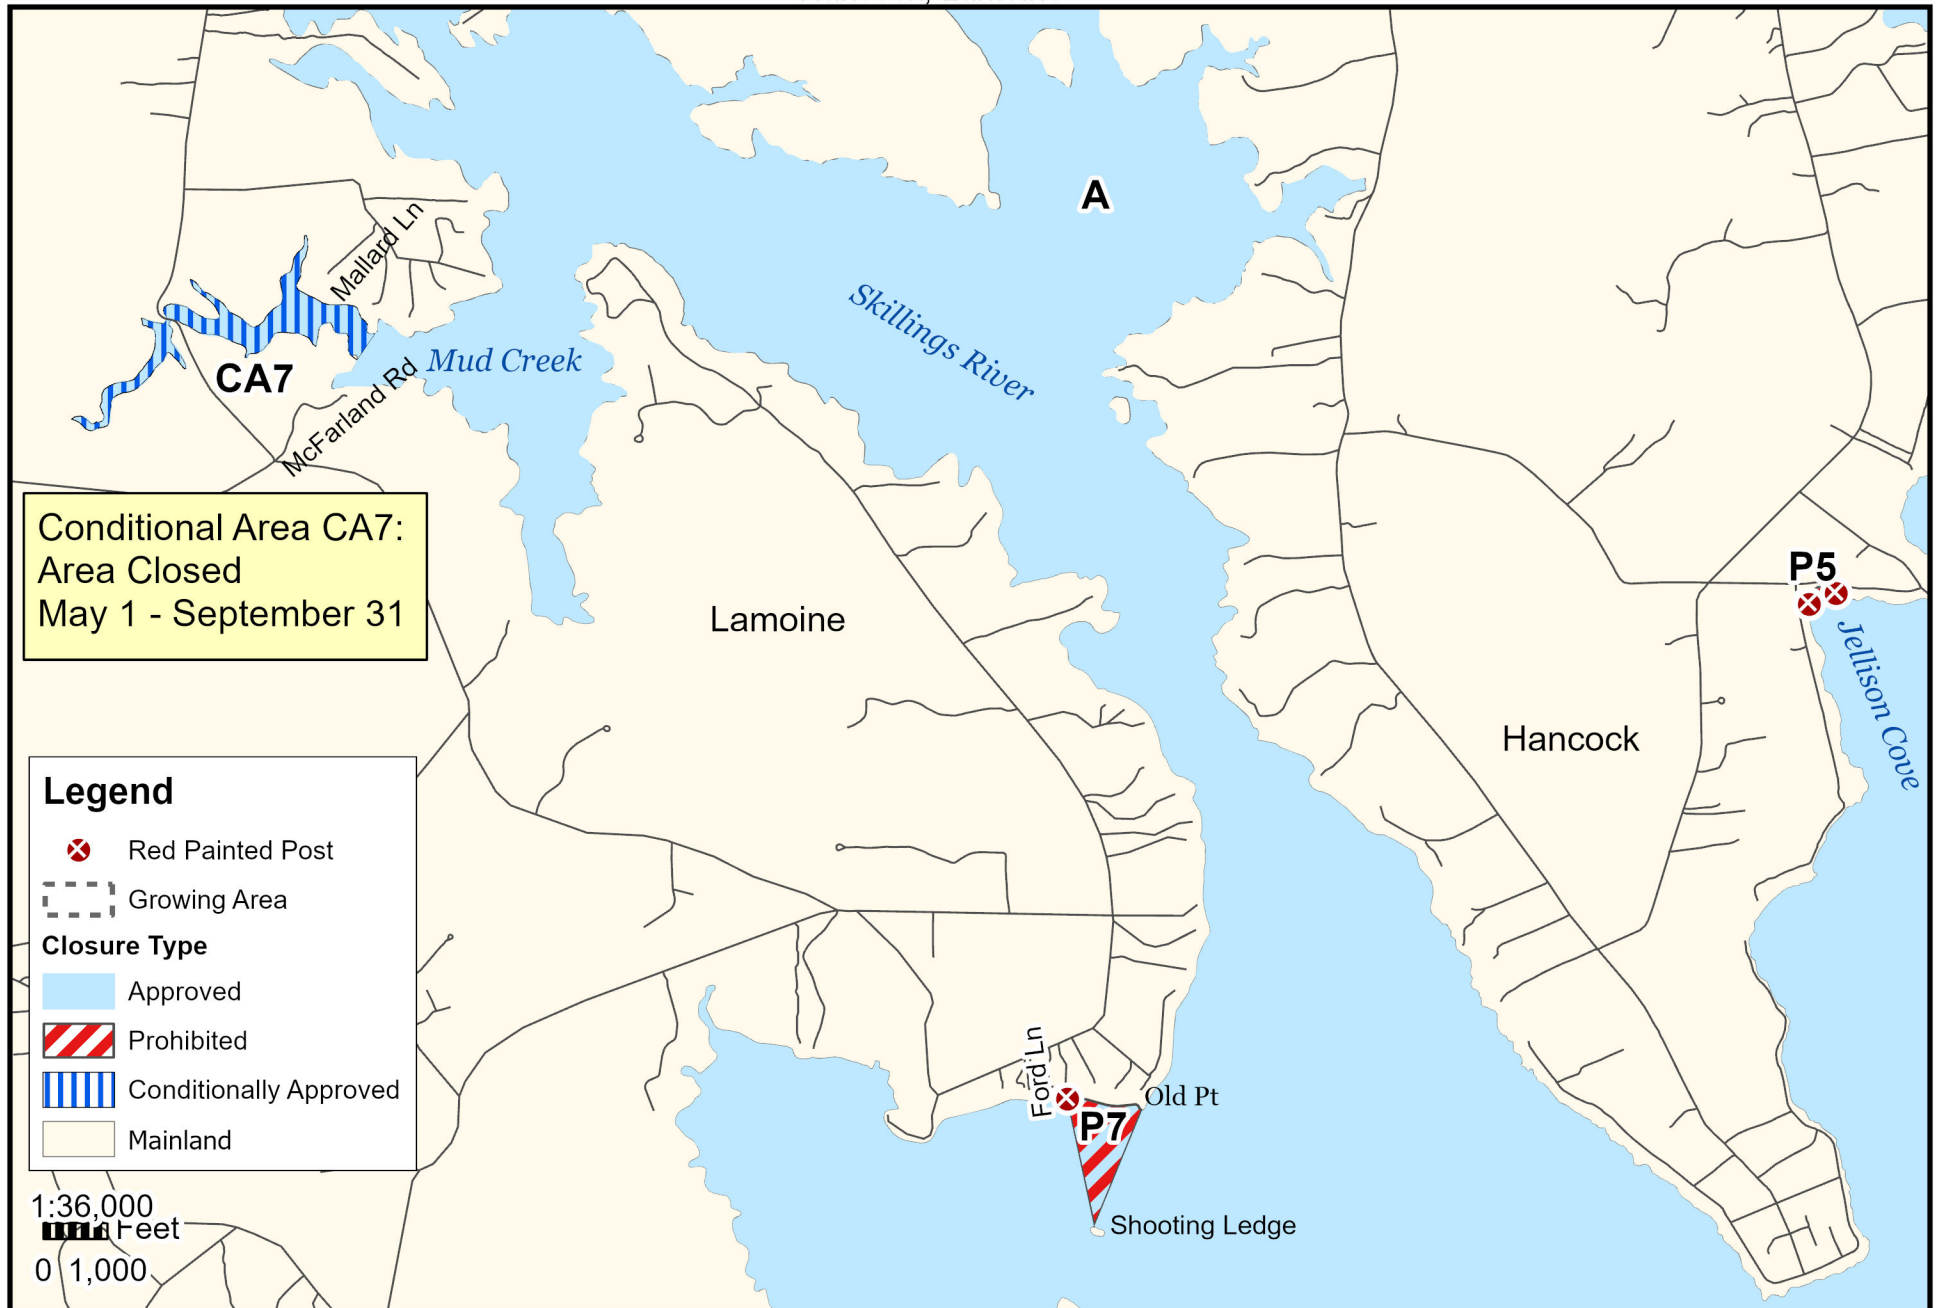 A
Mallard Ln
Skillings River
Mud Creek
CA7
McFarland Rd
Conditional Area CA7:
Area Closed
May 1 - September 31
P5
Lamoine
Jellison Cove
Hancock
Legend
Red Painted Post
Growing Area
Closure Type
Approved
Prohibited
Conditionally Approved
Mainland
Ford Ln
Old Pt
P7
Shooting Ledge
1:36,000
Feet
0 1,000